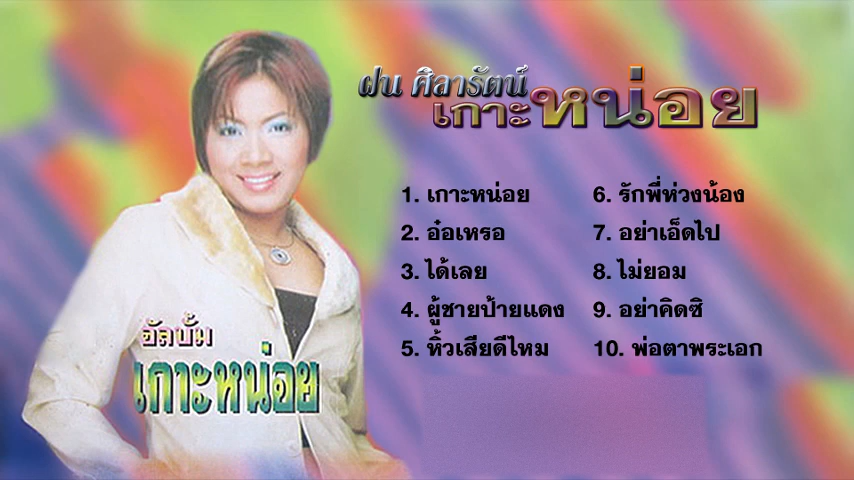 ฝน ศิลารัตน์
เกาะหน่อย
1. เกาะหน่อย
2. อ๋อเหรอ
3. ได้เลย
4. ผู้ชายป้ายแดง
5. หิ้วเสียดีไหม
6. รักพี่ห่วงน้อง
7. อย่าเอ็ดไป
8. ไม่ยอม
9. อย่าคิดซิ
10. พ่อตาพระเอก
อัลบั้ม
เกาะหน่อย